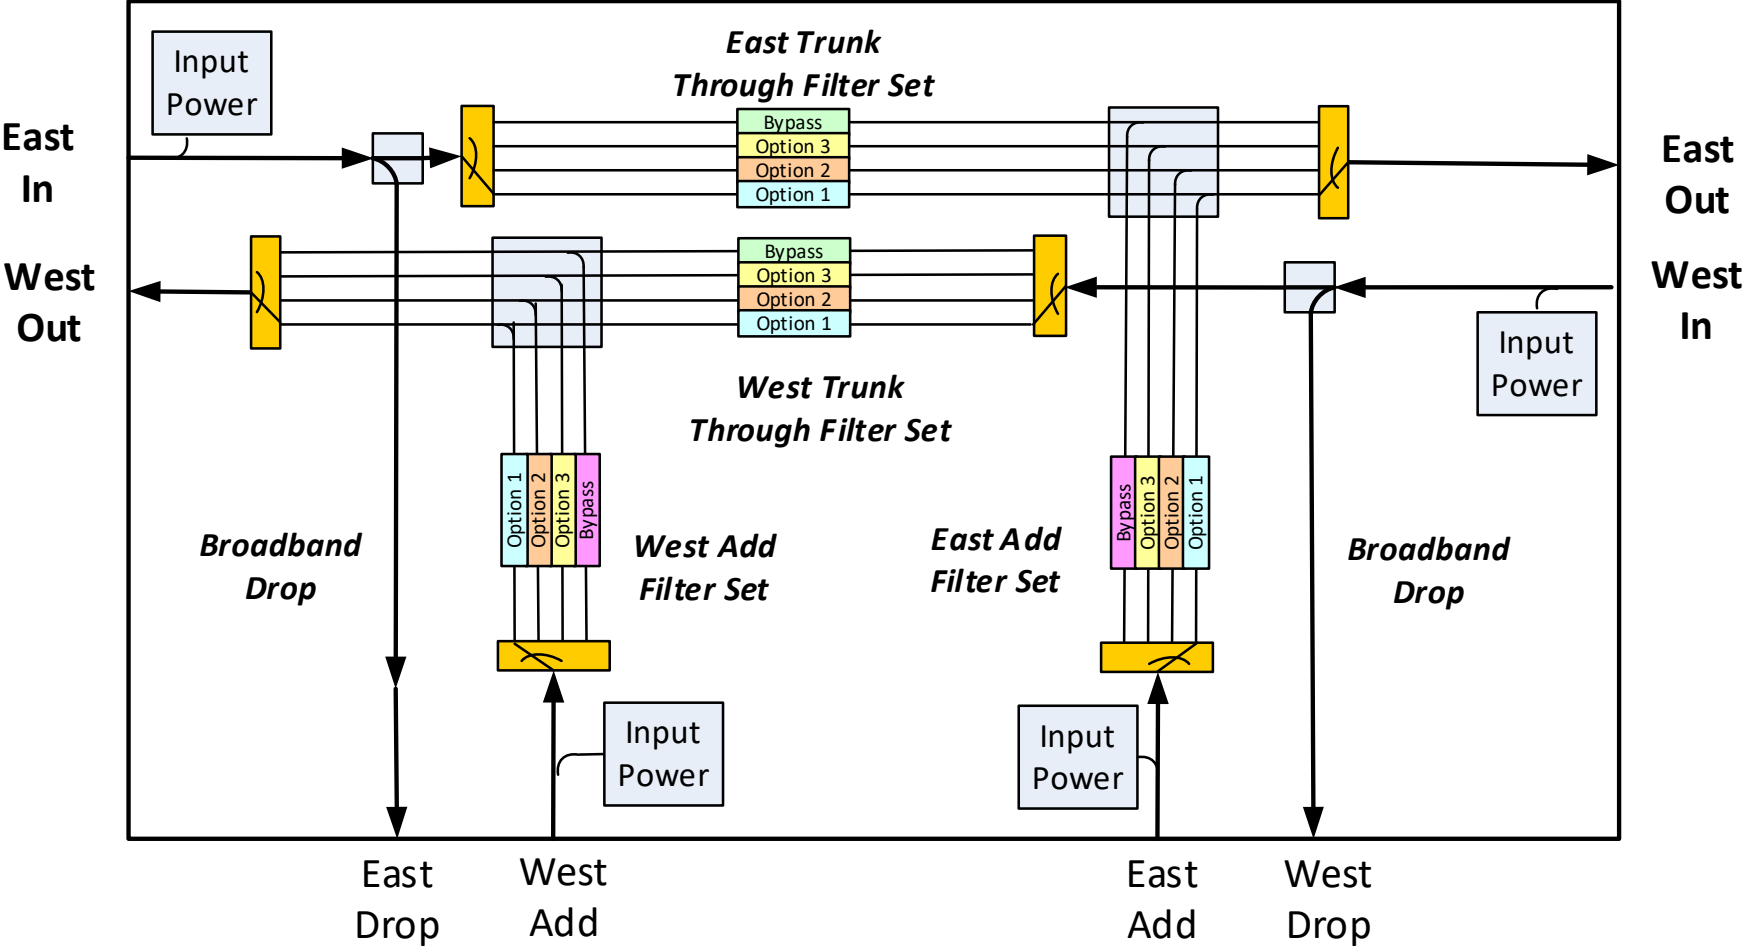 Input
Power
East
In
East Trunk
Through Filter Set
Bypass
Option 3
Option 2
Option 1
East
Out
West
Out
Bypass
Option 3
Option 2
Option 1
West
In
Input
Power
West Trunk
Through Filter Set
Broadband
Drop
Option 1
Option 2
Option 3
Bypass
West Add
Filter Set
East Add
Filter Set
Bypass
Option 3
Option 2
Option 1
Broadband
Drop
Input
Power
Input
Power
East
Drop
West
Add
East
Add
West
Drop